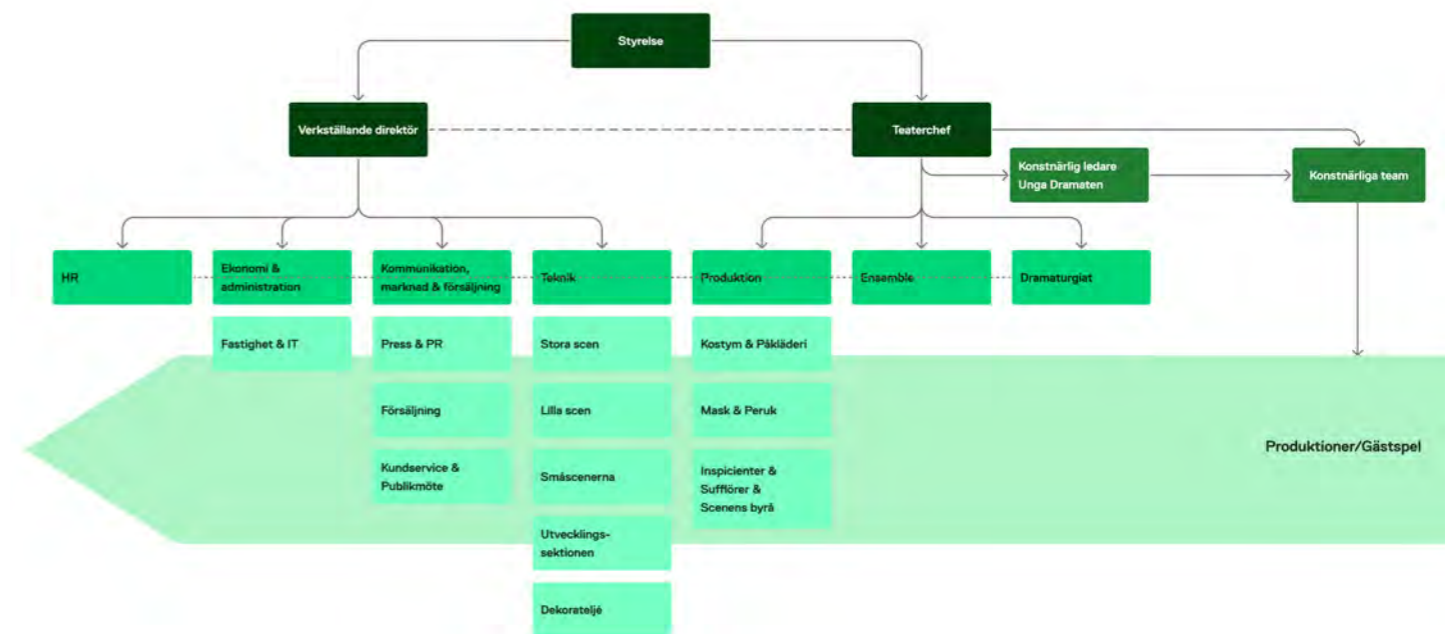 Styrelse
Verkställande direktör
Teaterchef
Konstnärlig ledare
Unga Dramaten
Konstnärliga team
HR
Ekonomi &
administration
Kommunikation,
marknad & försäljning
Teknik
Produktion
Ensamble
Dramaturgiat
Fastighet & IT
Press & PR
Stora scen
Kostym & Påkläderi
Försäljning
Lilla scen
Mask & Peruk
Produktioner/Gästspel
Kundservice &
Publikmöte
Småscenerna
Inspicienter &
Sufflörer &
Scenens byrå
Utvecklings-
sektionen
Dekorateljé